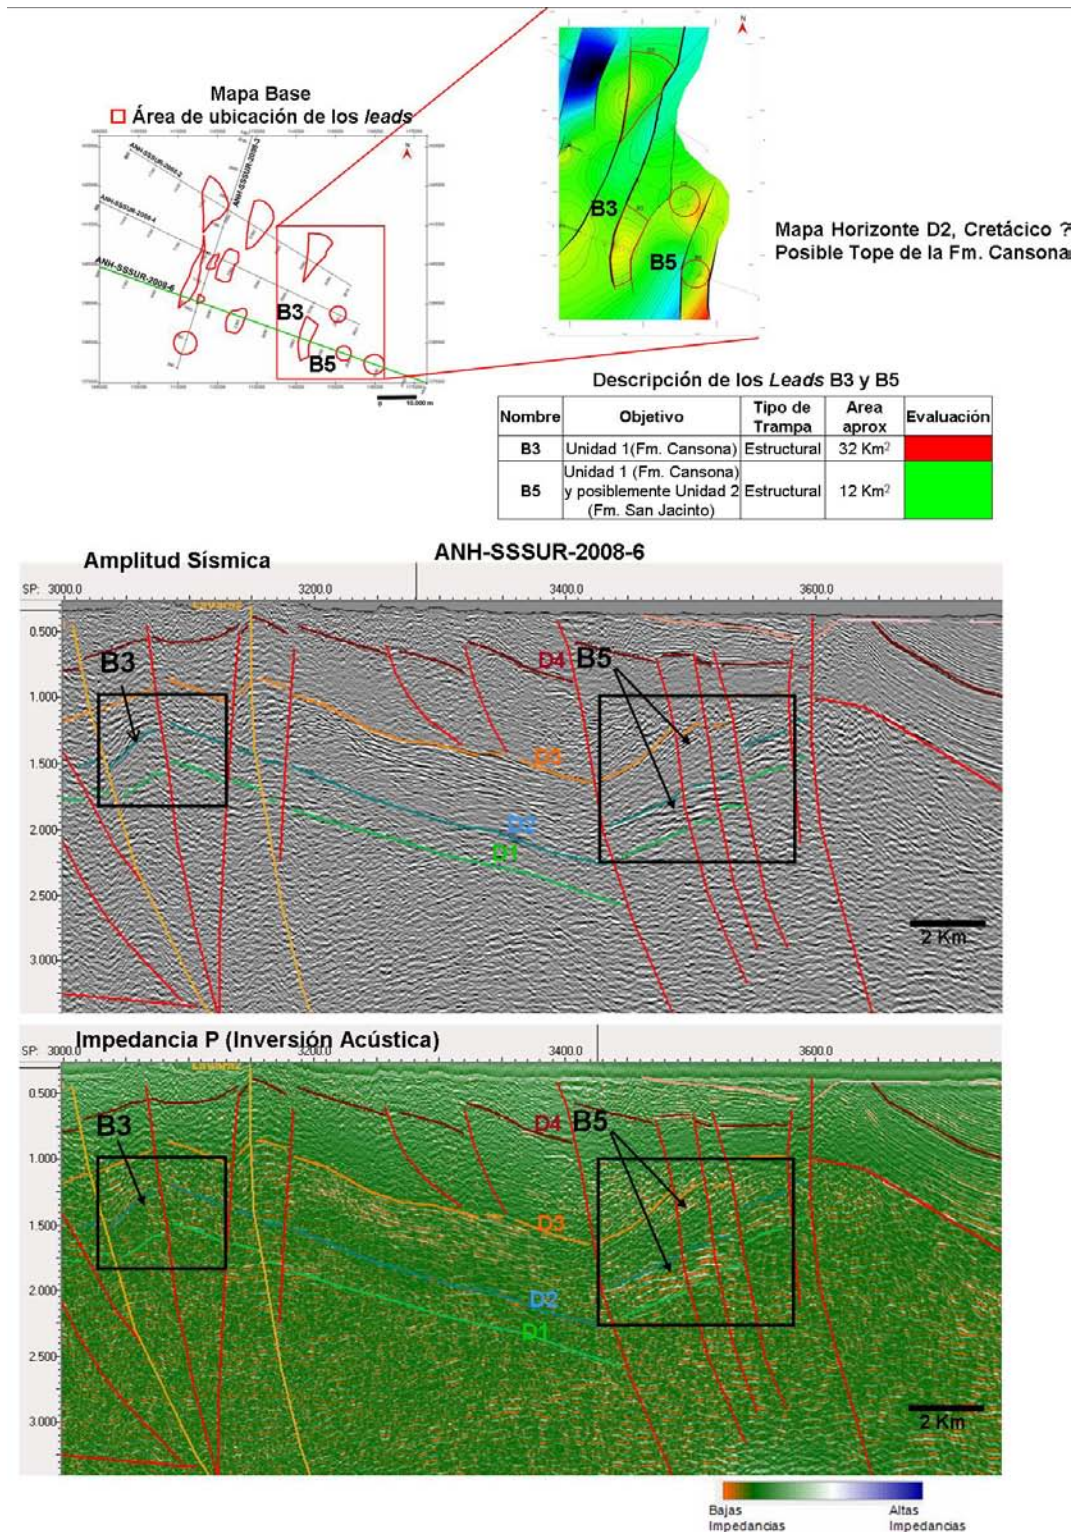 Mapa Base
Área de ubicación de los leads
N
ANH-SSSUR-2008-2
ANH-SSSUR-2008-3
ANH-SSSUR-2008-4
ANH-SSSUR-2008-6
B3
B5
10.000 m
N
B3
B5
Mapa Horizonte D2, Cretácico ?
Posible Tope de la Fm. Cansona
Descripción de los Leads B3 y B5
Nombre Objetivo Tipo de Trampa Area aprox Evaluación
B3 Unidad 1(Fm. Cansona) Estructural 32 Km²
B5 Unidad 1 (Fm. Cansona) y posiblemente Unidad 2 (Fm. San Jacinto) Estructural 12 Km²
Amplitud Sísmica
ANH-SSSUR-2008-6
SP: 3000.0 3200.0 3400.0 3600.0
0.500
1.000
1.500
2.000
2.500
3.000
B3
D4
B5
D3
D2
D1
2 Km
Impedancia P (Inversión Acústica)
SP: 3000.0 3200.0 3400.0 3600.0
0.500
1.000
1.500
2.000
2.500
3.000
B3
D4
B5
D3
D2
D1
2 Km
Bajas Impedancias
Altas Impedancias